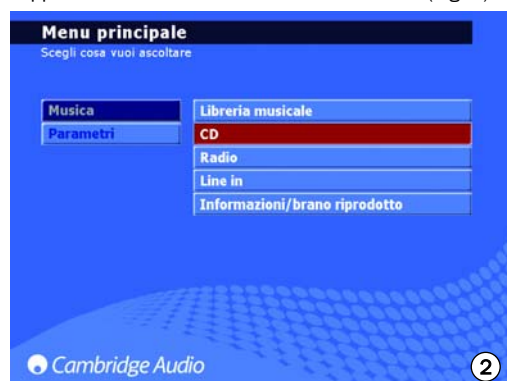 Menu principale
Scegli cosa vuoi ascoltare
Musica
Parametri
Libreria musicale
CD
Radio
Line in
Informazioni/brano riprodotto
Cambridge Audio
2